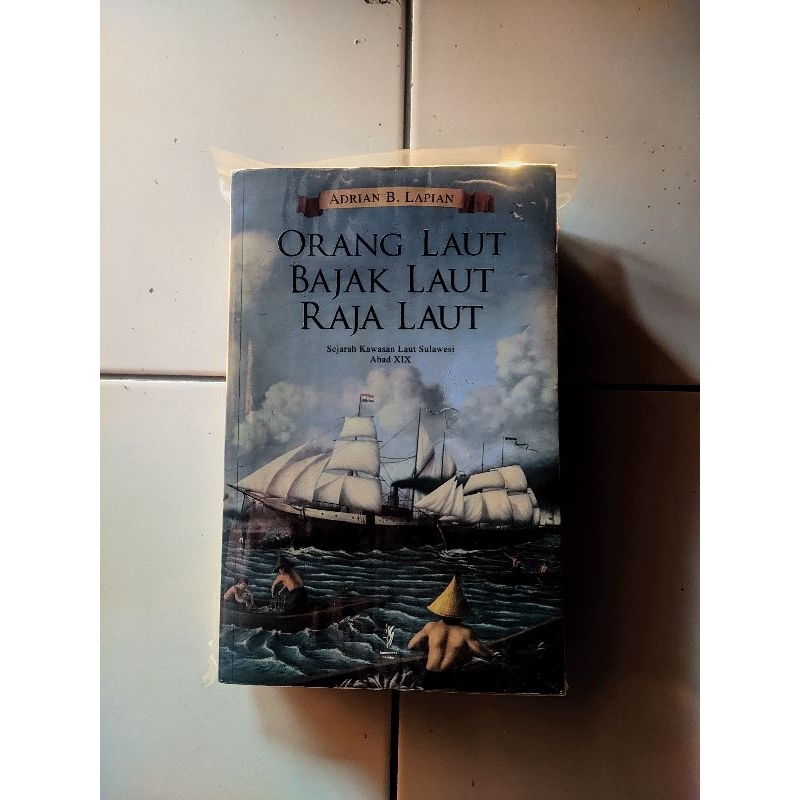 ADRIAN B. LAPIAN
ORANG LAUT
BAJAK LAUT
RAJA LAUT
Sejarah Kawasan Laut Sulawesi
Abad XIX